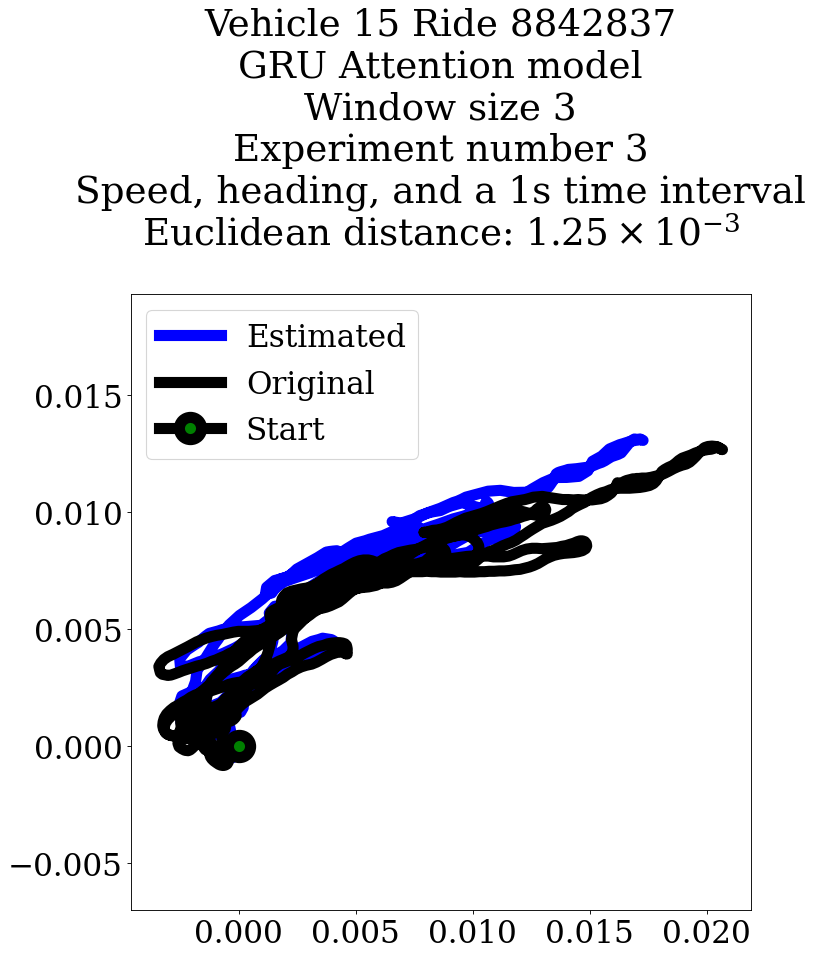 Vehicle 15 Ride 8842837
GRU Attention model
Window size 3
Experiment number 3
Speed, heading, and a 1s time interval
Euclidean distance: 1.25 × 10⁻³
Estimated
Original
Start
0.015
0.010
0.005
0.000
−0.005
0.000 0.005 0.010 0.015 0.020